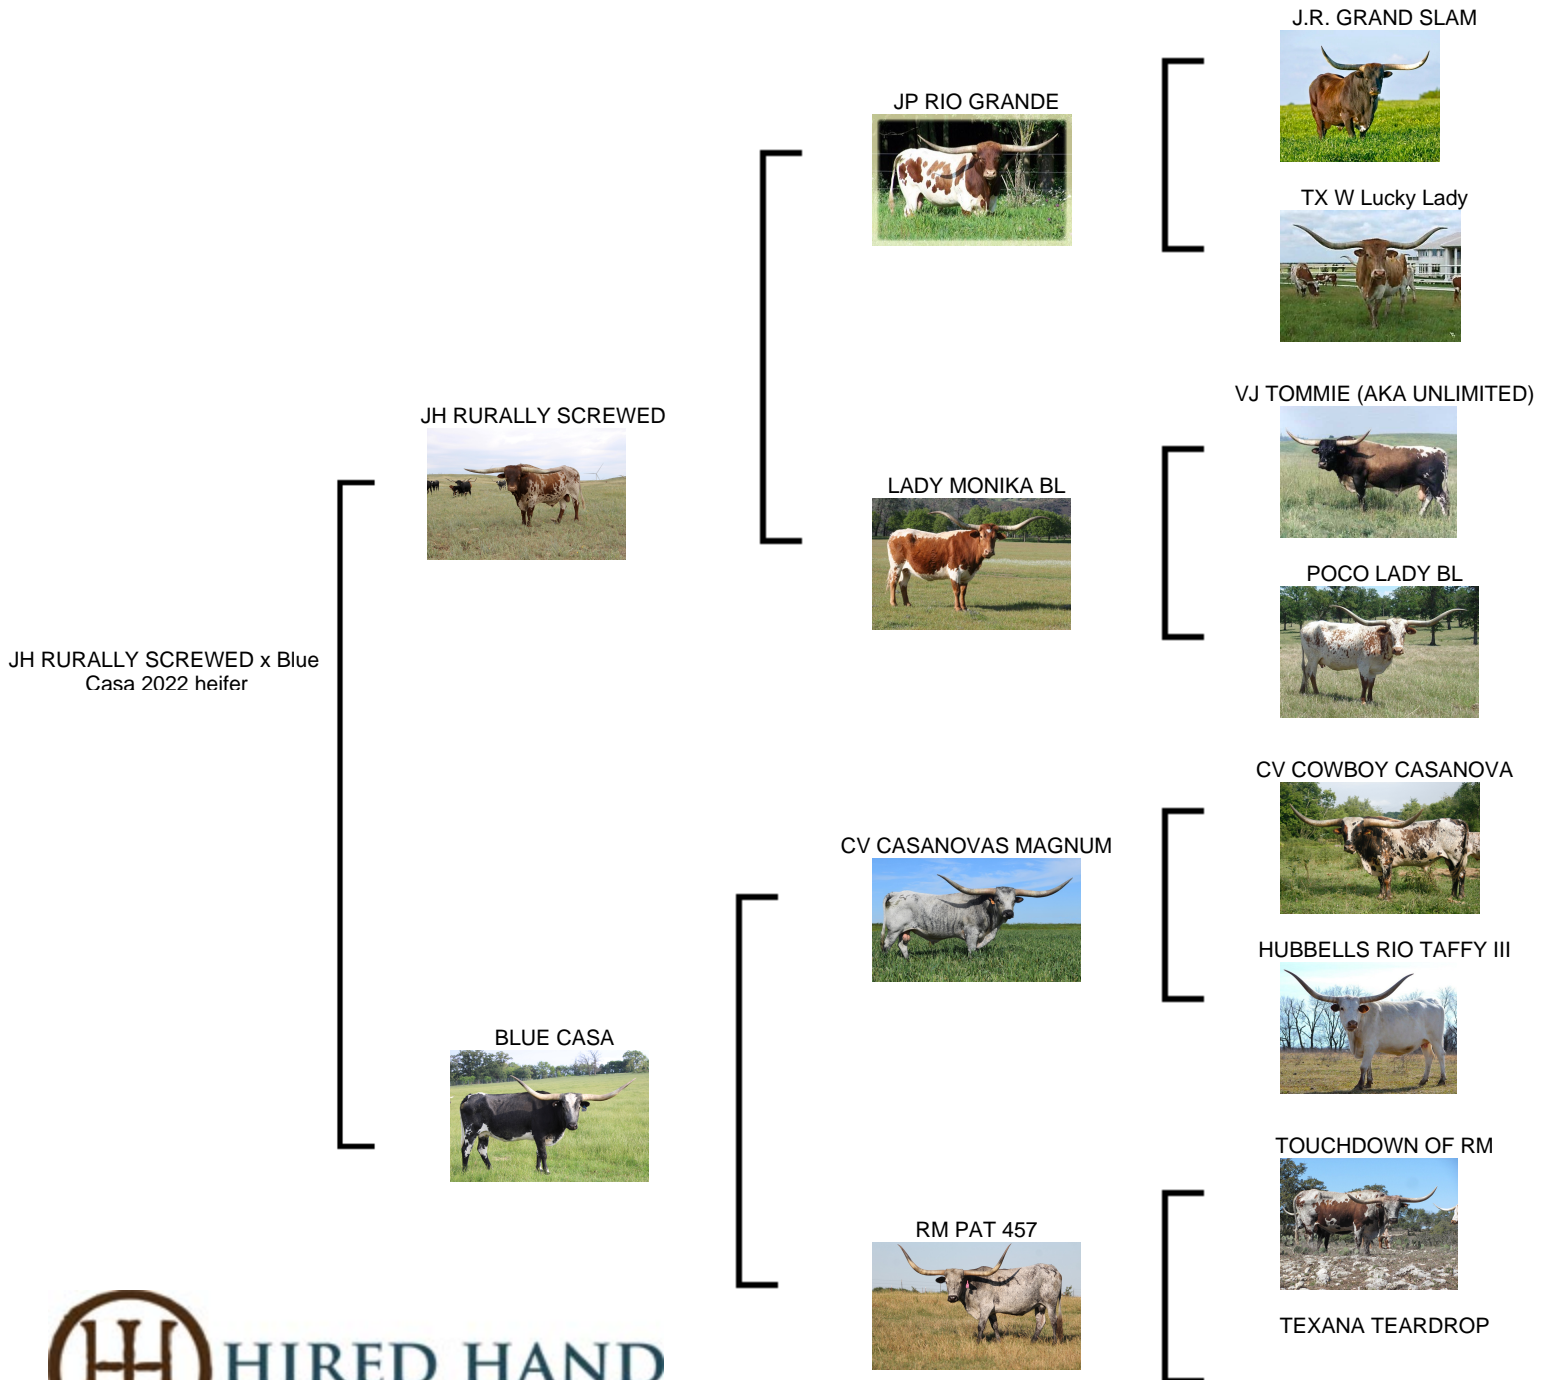 J.R. GRAND SLAM
JP RIO GRANDE
TX W Lucky Lady
VJ TOMMIE (AKA UNLIMITED)
JH RURALLY SCREWED
LADY MONIKA BL
POCO LADY BL
JH RURALLY SCREWED x Blue
Casa 2022 heifer
CV COWBOY CASANOVA
CV CASANOVAS MAGNUM
HUBBELLS RIO TAFFY III
BLUE CASA
TOUCHDOWN OF RM
RM PAT 457
TEXANA TEARDROP
HIRED HAND